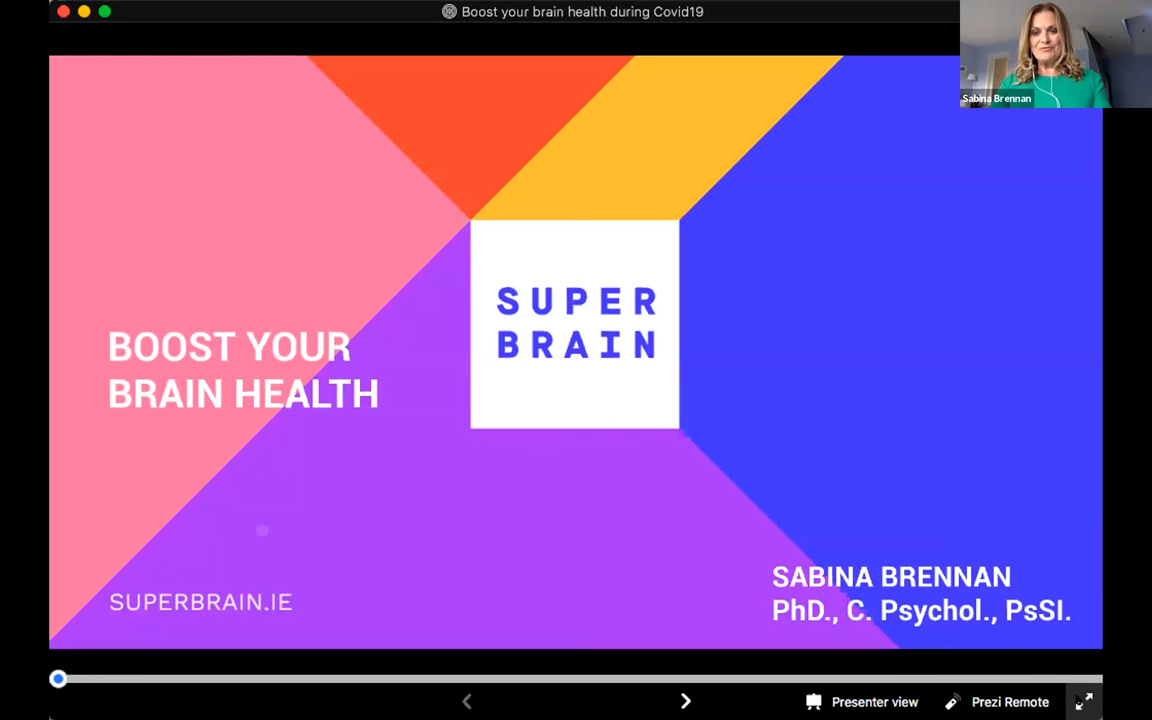 Boost your brain health during Covid19
Sabina Brennan
SUPER
BRAIN
BOOST YOUR
BRAIN HEALTH
SUPERBRAIN.IE
SABINA BRENNAN
PhD., C. Psychol., PsSI.
Presenter view
Prezi Remote